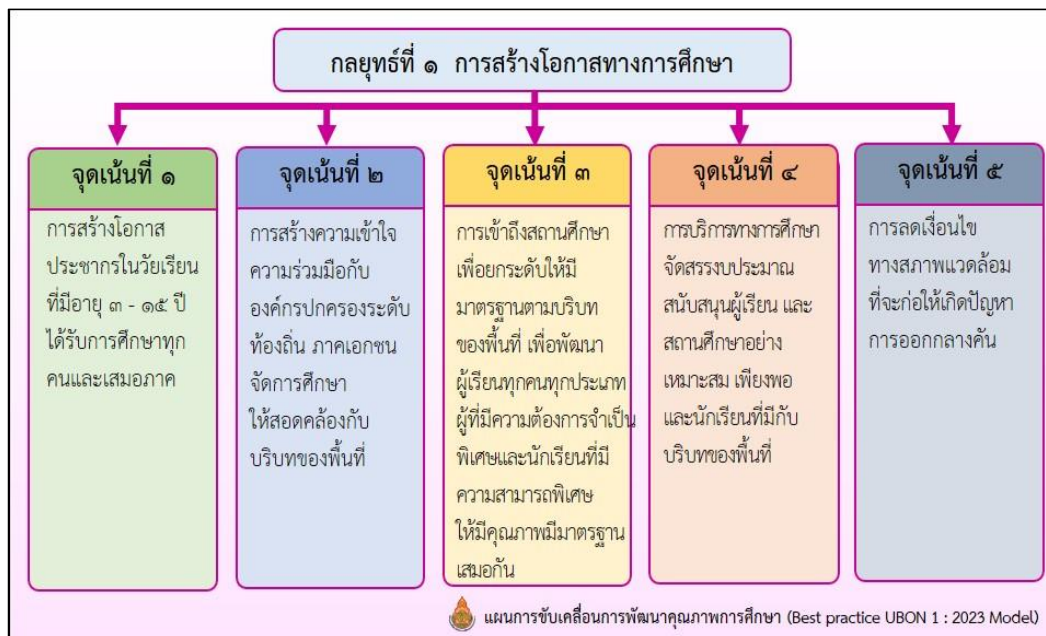 กลยุทธ์ที่ ๑ การสร้างโอกาสทางการศึกษา
จุดเน้นที่ ๑
การสร้างโอกาส
ประชากรในวัยเรียน
ที่มีอายุ ๓ - ๑๕ ปี
ได้รับการศึกษาทุก
คนและเสมอภาค
จุดเน้นที่ ๒
การสร้างความเข้าใจ
ความร่วมมือกับ
องค์กรปกครองระดับ
ท้องถิ่น ภาคเอกชน
จัดการศึกษา
ให้สอดคล้องกับ
บริบทของพื้นที่
จุดเน้นที่ ๓
การเข้าถึงสถานศึกษา
เพื่อยกระดับให้มี
มาตรฐานตามบริบท
ของพื้นที่ เพื่อพัฒนา
ผู้เรียนทุกคนทุกประเภท
ผู้ที่มีความต้องการจำเป็น
พิเศษและนักเรียนที่มี
ความสามารถพิเศษ
ให้มีคุณภาพมีมาตรฐาน
เสมอกัน
จุดเน้นที่ ๔
การบริการทางการศึกษา
จัดสรรงบประมาณ
สนับสนุนผู้เรียน และ
สถานศึกษาอย่าง
เหมาะสม เพียงพอ
และนักเรียนที่มีกับ
บริบทของพื้นที่
จุดเน้นที่ ๕
การลดเงื่อนไข
ทางสภาพแวดล้อม
ที่จะก่อให้เกิดปัญหา
การออกกลางคัน
แผนการขับเคลื่อนการพัฒนาคุณภาพการศึกษา (Best practice UBON 1 : 2023 Model)